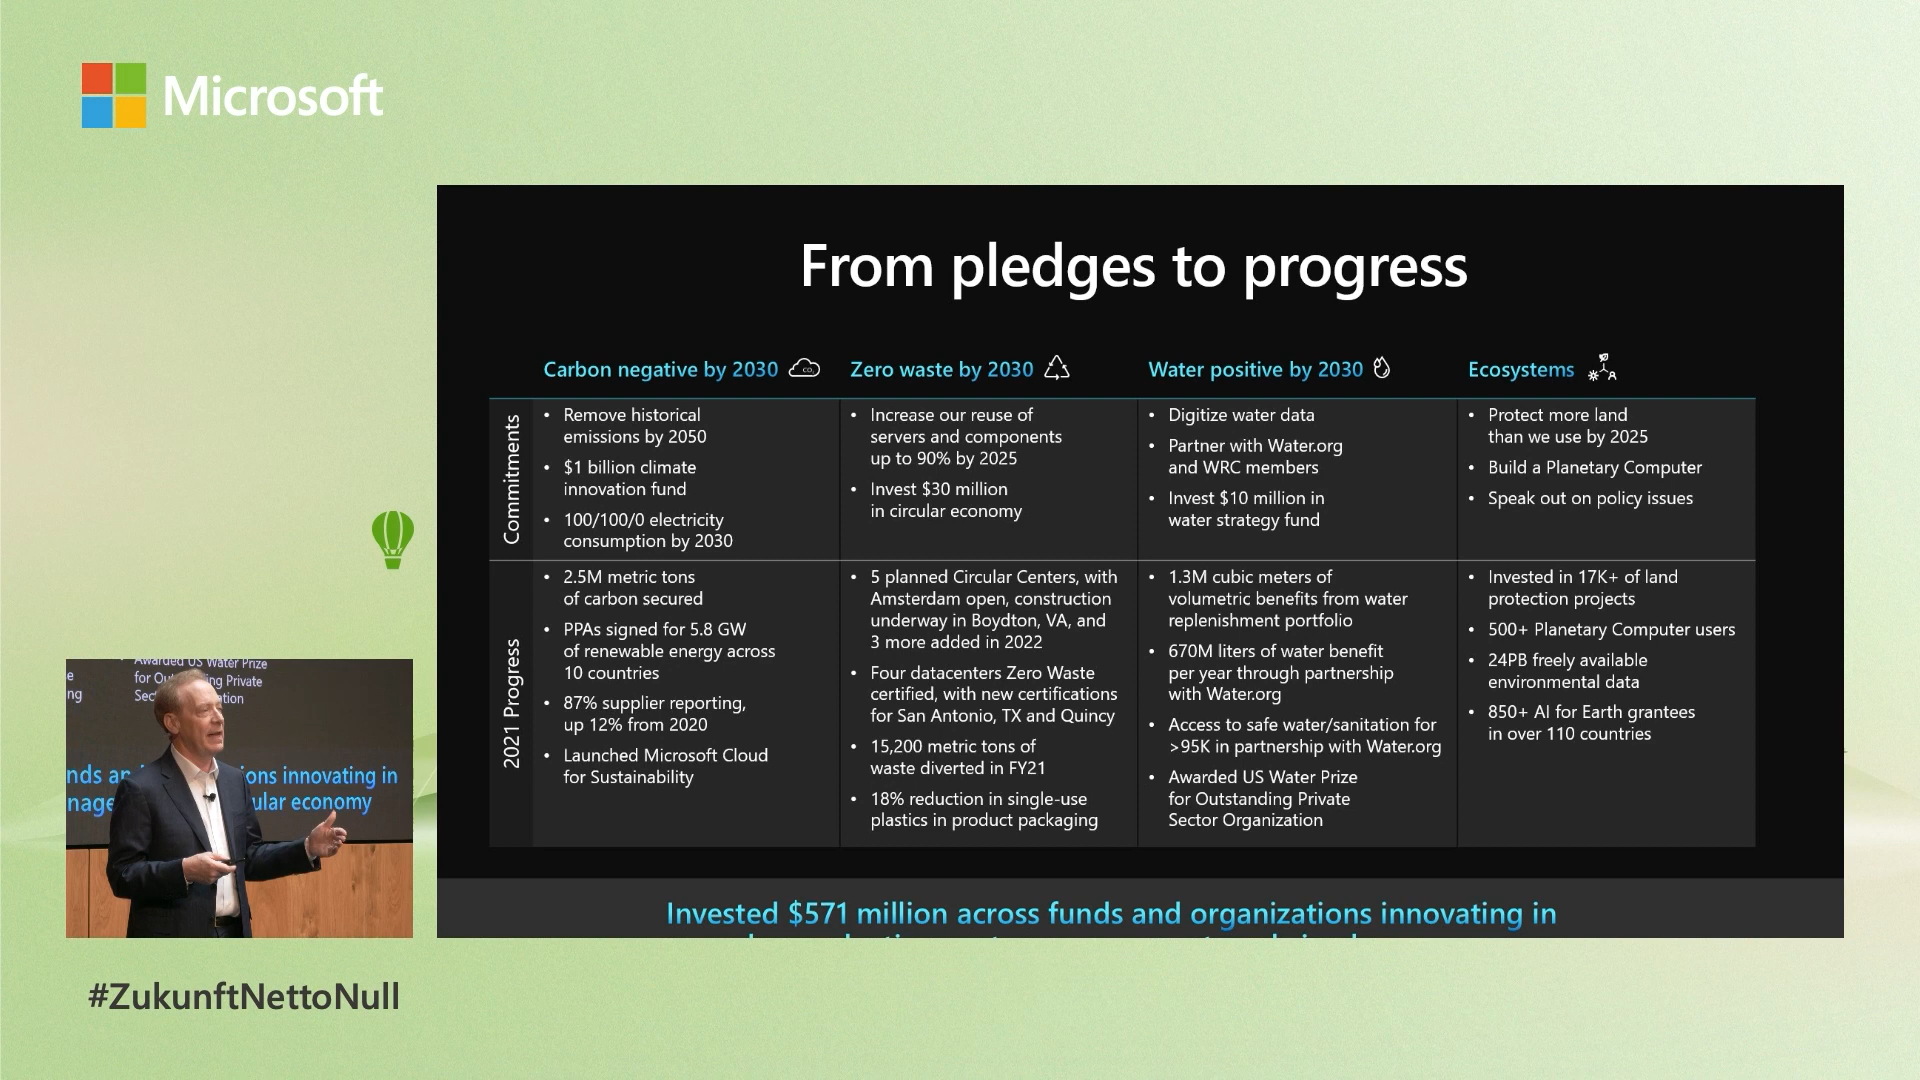 Microsoft
From pledges to progress
Carbon negative by 2030
CO₂
Zero waste by 2030
Water positive by 2030
Ecosystems
Commitments
• Remove historical
emissions by 2050
• $1 billion climate
innovation fund
• 100/100/0 electricity
consumption by 2030
• Increase our reuse of
servers and components
up to 90% by 2025
• Invest $30 million
in circular economy
• Digitize water data
• Partner with Water.org
and WRC members
• Invest $10 million in
water strategy fund
• Protect more land
than we use by 2025
• Build a Planetary Computer
• Speak out on policy issues
2021 Progress
• 2.5M metric tons
of carbon secured
• PPAs signed for 5.8 GW
of renewable energy across
10 countries
• 87% supplier reporting,
up 12% from 2020
• Launched Microsoft Cloud
for Sustainability
• 5 planned Circular Centers, with
Amsterdam open, construction
underway in Boydton, VA, and
3 more added in 2022
• Four datacenters Zero Waste
certified, with new certifications
for San Antonio, TX and Quincy
• 15,200 metric tons of
waste diverted in FY21
• 18% reduction in single-use
plastics in product packaging
• 1.3M cubic meters of
volumetric benefits from water
replenishment portfolio
• 670M liters of water benefit
per year through partnership
with Water.org
• Access to safe water/sanitation for
>95K in partnership with Water.org
• Awarded US Water Prize
for Outstanding Private
Sector Organization
• Invested in 17K+ of land
protection projects
• 500+ Planetary Computer users
• 24PB freely available
environmental data
• 850+ AI for Earth grantees
in over 110 countries
Invested $571 million across funds and organizations innovating in
Awarded US Water Prize
for Private
innovating in
economy
#ZukunftNettoNull